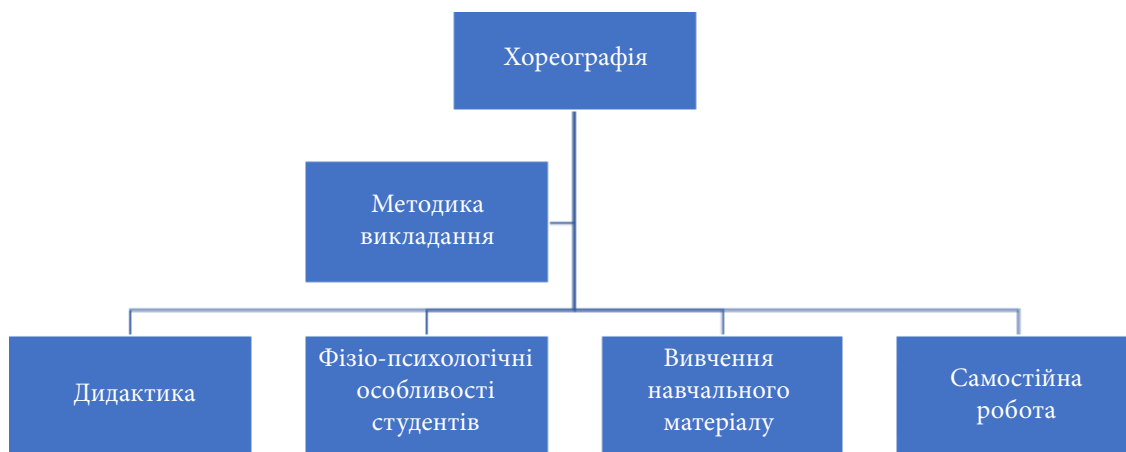 Хореографія
Методика
викладання
Дидактика
Фізіо-психологічні
особливості
студентів
Вивчення
навчального
матеріалу
Самостійна
робота